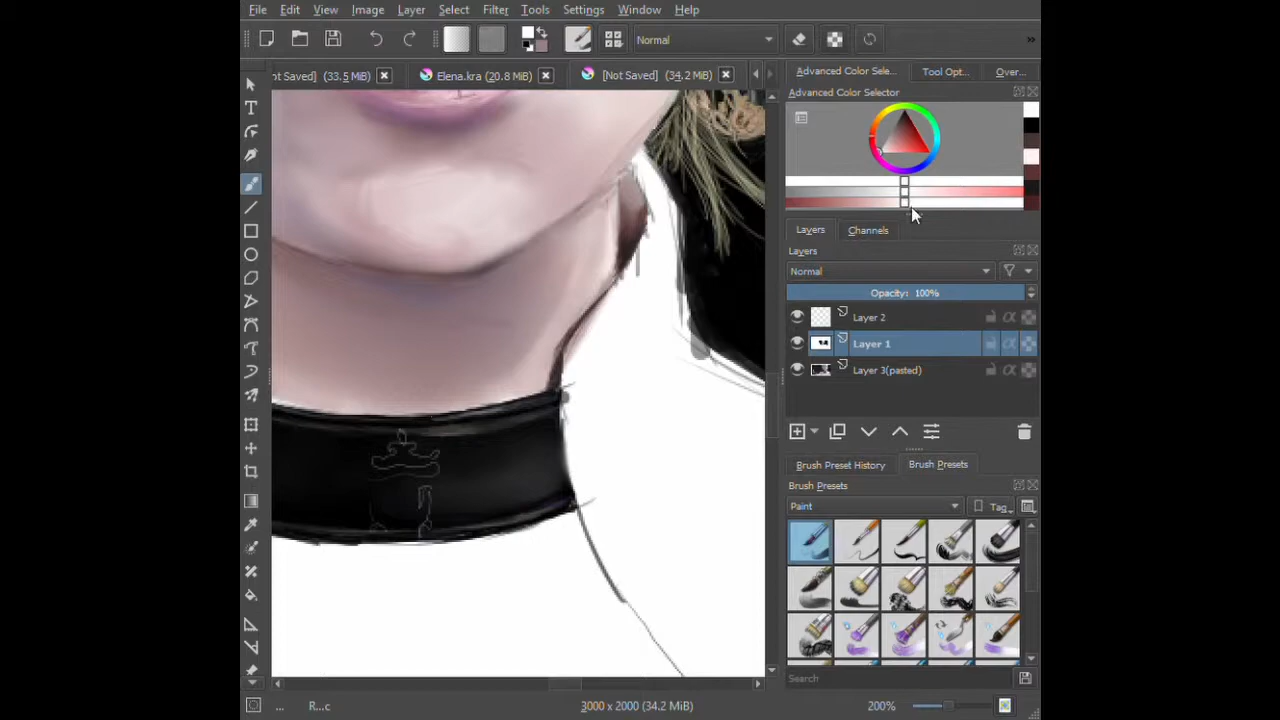 File Edit View Image Layer Select Filter Tools Settings Window Help
Normal
ot Saved] (33.5 MiB)
Elena.kra (20.8 MiB)
[Not Saved] (34.2 MiB)
Advanced Color Sele...
Tool Opt...
Over...
Advanced Color Selector
Layers
Channels
Layers
Normal
Opacity: 100%
Layer 2
Layer 1
Layer 3(pasted)
Brush Preset History
Brush Presets
Brush Presets
Paint
Tag
Search
...
R...c
3000 x 2000 (34.2 MiB)
200%